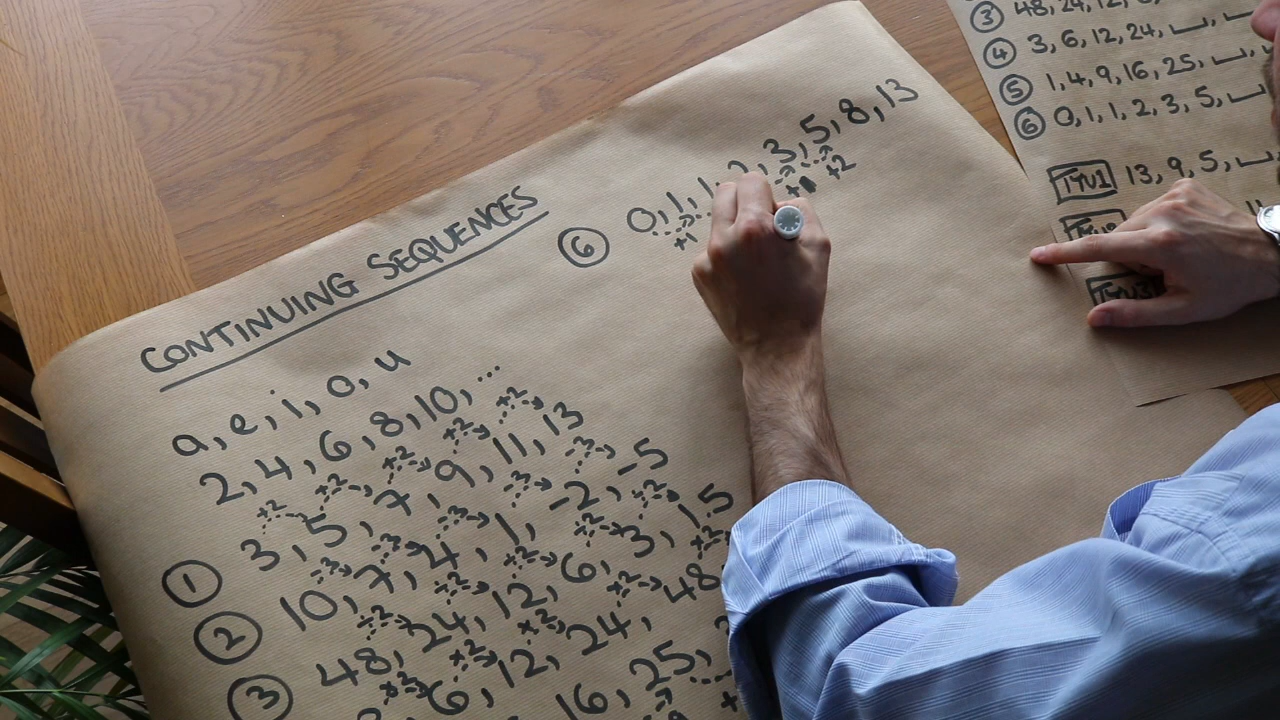 CONTINUING SEQUENCES
a, e, i, o, u
2, 4, 6, 8, 10, ...
+2 +2 +2 +2 +2
① 3, 5, 7, 9, 11, 13
-3 -3 -3 -3 -3
② 10, 7, 4, 1, -2, -5
÷2 ÷2 ÷2 ÷2 ÷2
③ 48, 24, 12, 6, 3, 1.5
×2 ×2 ×2 ×2
6, 12, 24, 48
16, 25,
⑥ 0, 1, 1, 2, 3, 5, 8, 13
+1 +2
③ 48, 24, 12,
④ 3, 6, 12, 24, _, _
⑤ 1, 4, 9, 16, 25, _,
⑥ 0, 1, 1, 2, 3, 5, _
TYU1 13, 9, 5, _